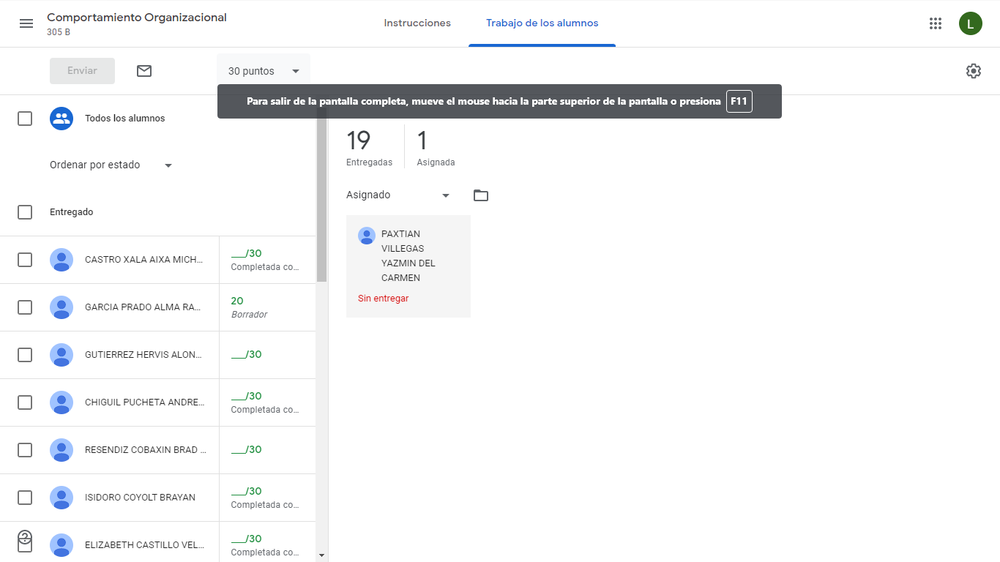 Comportamiento Organizacional
305 B
Instrucciones
Trabajo de los alumnos
L
Enviar
30 puntos
Para salir de la pantalla completa, mueve el mouse hacia la parte superior de la pantalla o presiona F11
Todos los alumnos
Ordenar por estado
Entregado
CASTRO XALA AIXA MICH...
___/30
Completada co...
GARCIA PRADO ALMA RA...
20
Borrador
GUTIERREZ HERVIS ALON...
___/30
CHIGUIL PUCHETA ANDRE...
___/30
Completada co...
RESENDIZ COBAXIN BRAD ...
___/30
ISIDORO COYOLT BRAYAN
___/30
Completada co...
ELIZABETH CASTILLO VEL...
___/30
Completada co...
19
Entregadas
1
Asignada
Asignado
PAXTIAN
VILLEGAS
YAZMIN DEL
CARMEN
Sin entregar